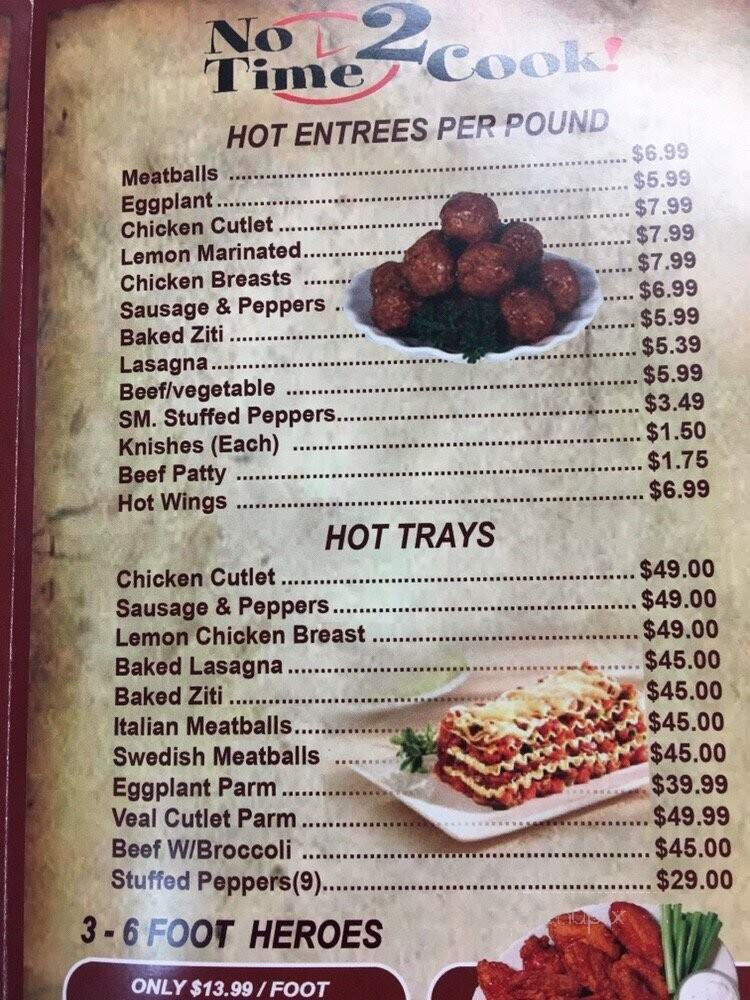 No 2
Time Cook!
HOT ENTREES PER POUND
Meatballs ........ $6.99
Eggplant ........ $5.99
Chicken Cutlet ........ $7.99
Lemon Marinated ........ $7.99
Chicken Breasts ........ $7.99
Sausage & Peppers ........ $6.99
Baked Ziti ........ $5.99
Lasagna ........ $5.39
Beef/vegetable ........ $5.99
SM. Stuffed Peppers ........ $3.49
Knishes (Each) ........ $1.50
Beef Patty ........ $1.75
Hot Wings ........ $6.99
HOT TRAYS
Chicken Cutlet ........ $49.00
Sausage & Peppers ........ $49.00
Lemon Chicken Breast ........ $49.00
Baked Lasagna ........ $45.00
Baked Ziti ........ $45.00
Italian Meatballs ........ $45.00
Swedish Meatballs ........ $45.00
Eggplant Parm ........ $39.99
Veal Cutlet Parm ........ $49.99
Beef W/Broccoli ........ $45.00
Stuffed Peppers(9) ........ $29.00
3 - 6 FOOT HEROES
ONLY $13.99 / FOOT